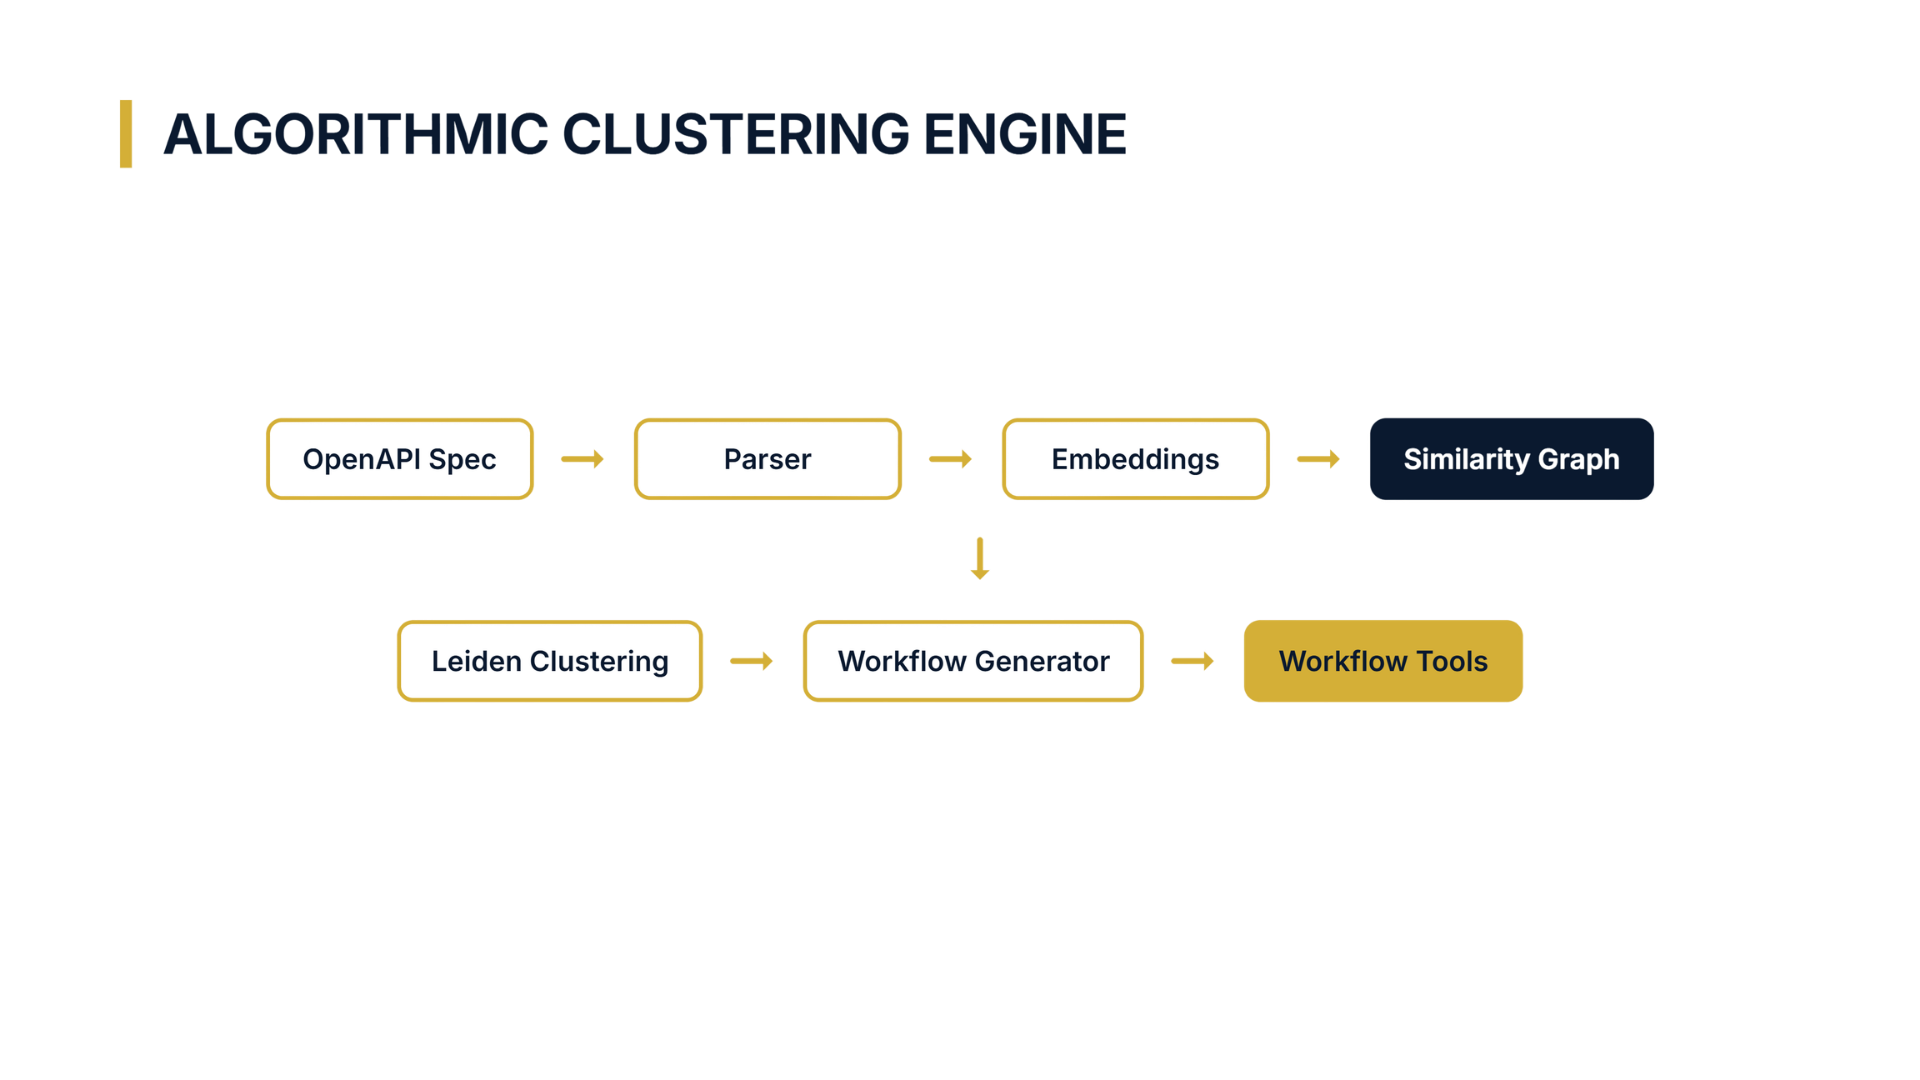 ALGORITHMIC CLUSTERING ENGINE
OpenAPI Spec
Parser
Embeddings
Similarity Graph
Leiden Clustering
Workflow Generator
Workflow Tools